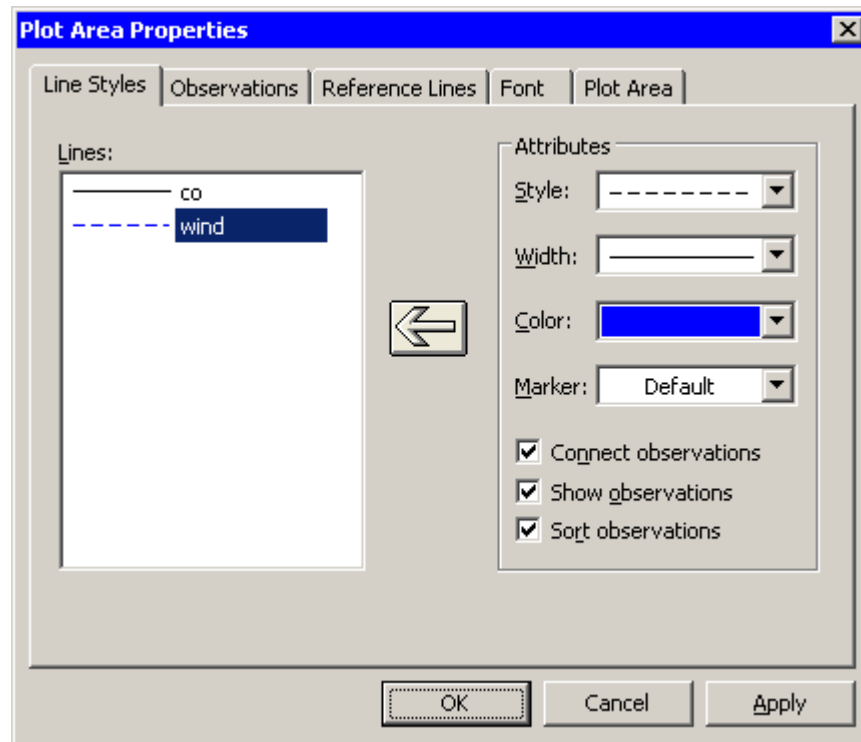 Plot Area Properties
Line Styles Observations Reference Lines Font Plot Area
Lines:
co
wind
Attributes
Style:
Width:
Color:
Marker: Default
Connect observations
Show observations
Sort observations
OK Cancel Apply